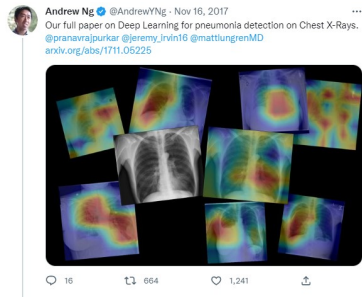 Andrew Ng @AndrewYNg · Nov 16, 2017
Our full paper on Deep Learning for pneumonia detection on Chest X-Rays.
@pranavrajpurkar @jeremy_irvin16 @mattlungrenMD
arxiv.org/abs/1711.05225
16 664 1,241